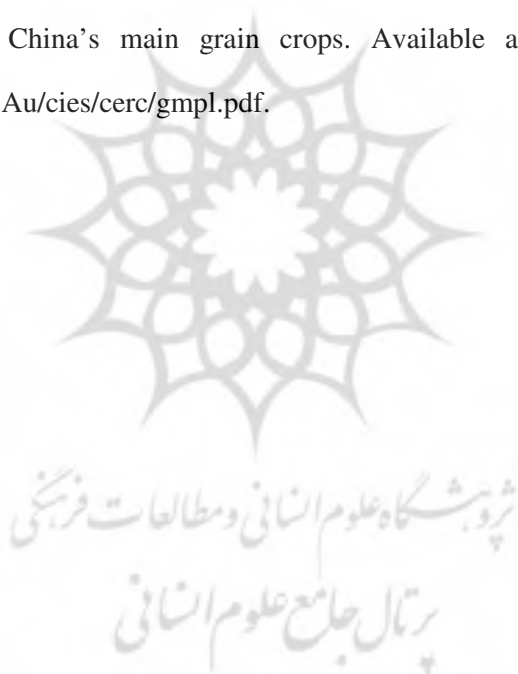 China's main grain crops. Available a
Au/cies/cerc/gmpl.pdf.
پژوهشگاه علوم انسانی و مطالعات فرهنگی
پرتال جامع علوم انسانی